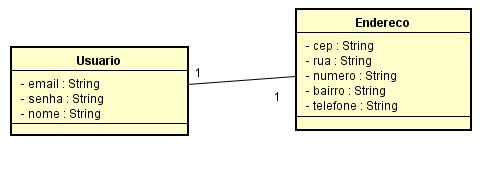 Usuario
- email : String
- senha : String
- nome : String
1
1
Endereco
- cep : String
- rua : String
- numero : String
- bairro : String
- telefone : String